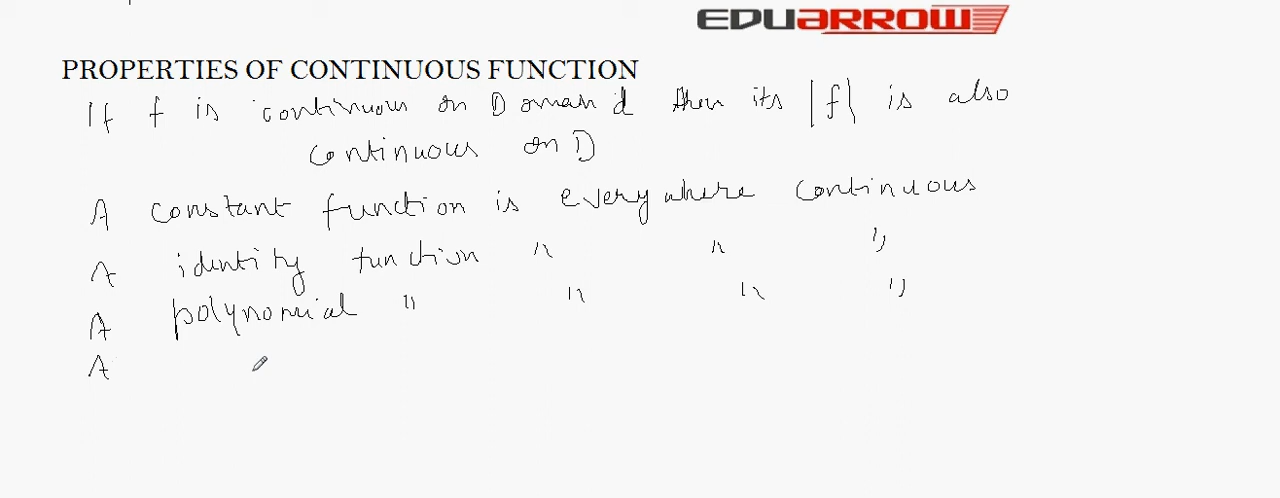 EDUARROW
PROPERTIES OF CONTINUOUS FUNCTION
If f is continuous on Domain d then its |f| is also
continuous on D
A constant function is everywhere continuous
A identity function " " "
A polynomial " " " "
A